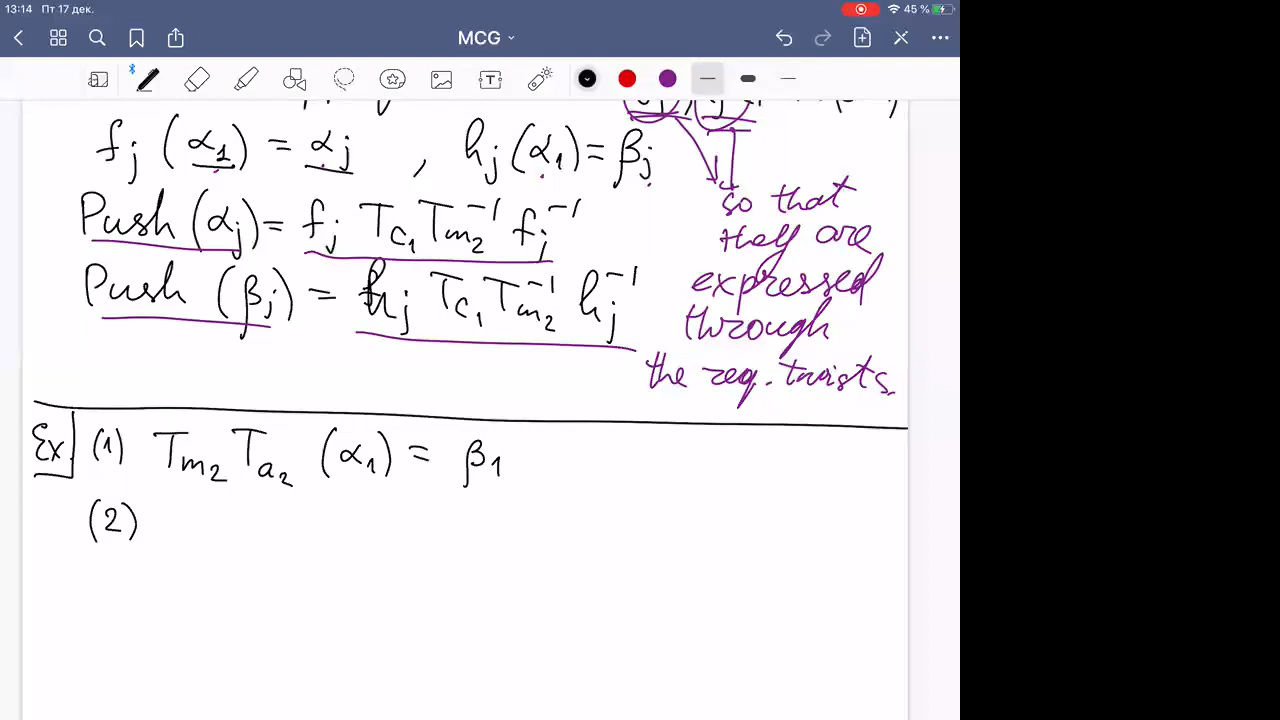 13:14 Пт 17 дек. 45 %
MCG
f_j (α_1) = α_j , h_j (α_1) = β_j
Push (α_j) = f_j T_{c_1} T_{m_2}^{-1} f_j^{-1}
Push (β_j) = h_j T_{c_1} T_{m_2}^{-1} h_j^{-1}
so that
they are
expressed
through
the req. twists.
Ex. (1) T_{m_2} T_{a_2} (α_1) = β_1
(2)